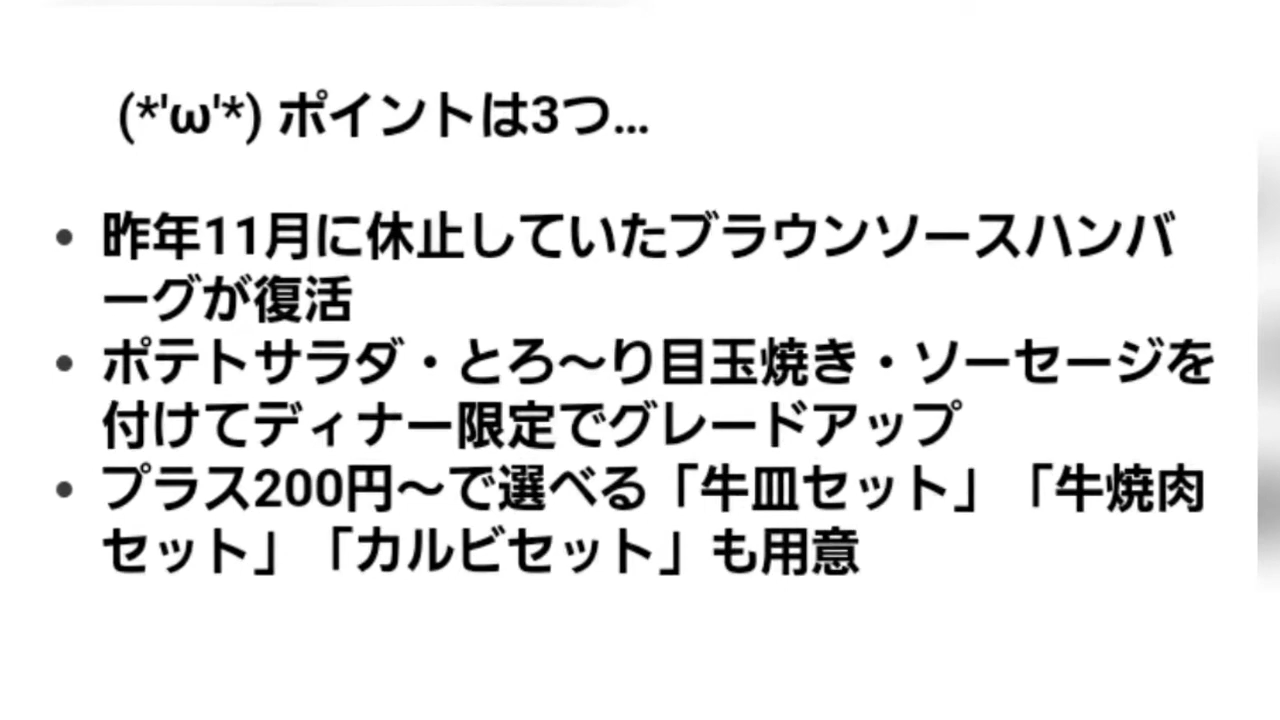 (*'ω'*) ポイントは3つ…
• 昨年11月に休止していたブラウンソースハンバ
ーグが復活
• ポテトサラダ・とろ〜り目玉焼き・ソーセージを
付けてディナー限定でグレードアップ
• プラス200円〜で選べる「牛皿セット」「牛焼肉
セット」「カルビセット」も用意